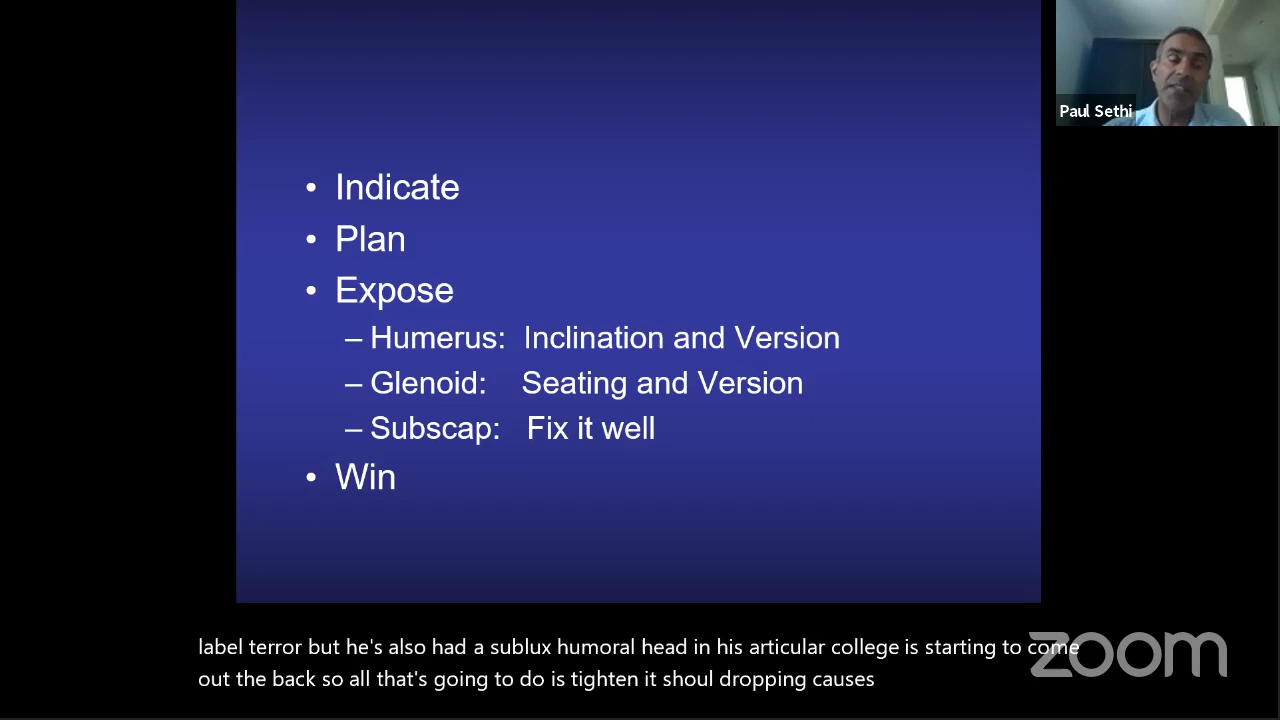 Paul Sethi
• Indicate
• Plan
• Expose
– Humerus: Inclination and Version
– Glenoid: Seating and Version
– Subscap: Fix it well
• Win
label terror but he's also had a sublux humoral head in his articular college is starting to come
out the back so all that's going to do is tighten it shoul dropping causes
zoom